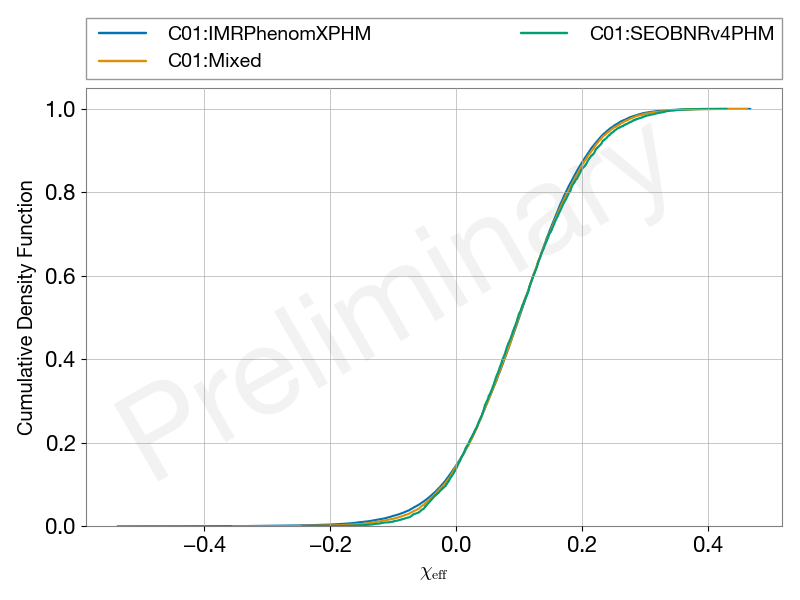 C01:IMRPhenomXPHM
C01:Mixed
C01:SEOBNRv4PHM
Cumulative Density Function
1.0
0.8
0.6
0.4
0.2
0.0
−0.4 −0.2 0.0 0.2 0.4
χeff
Preliminary